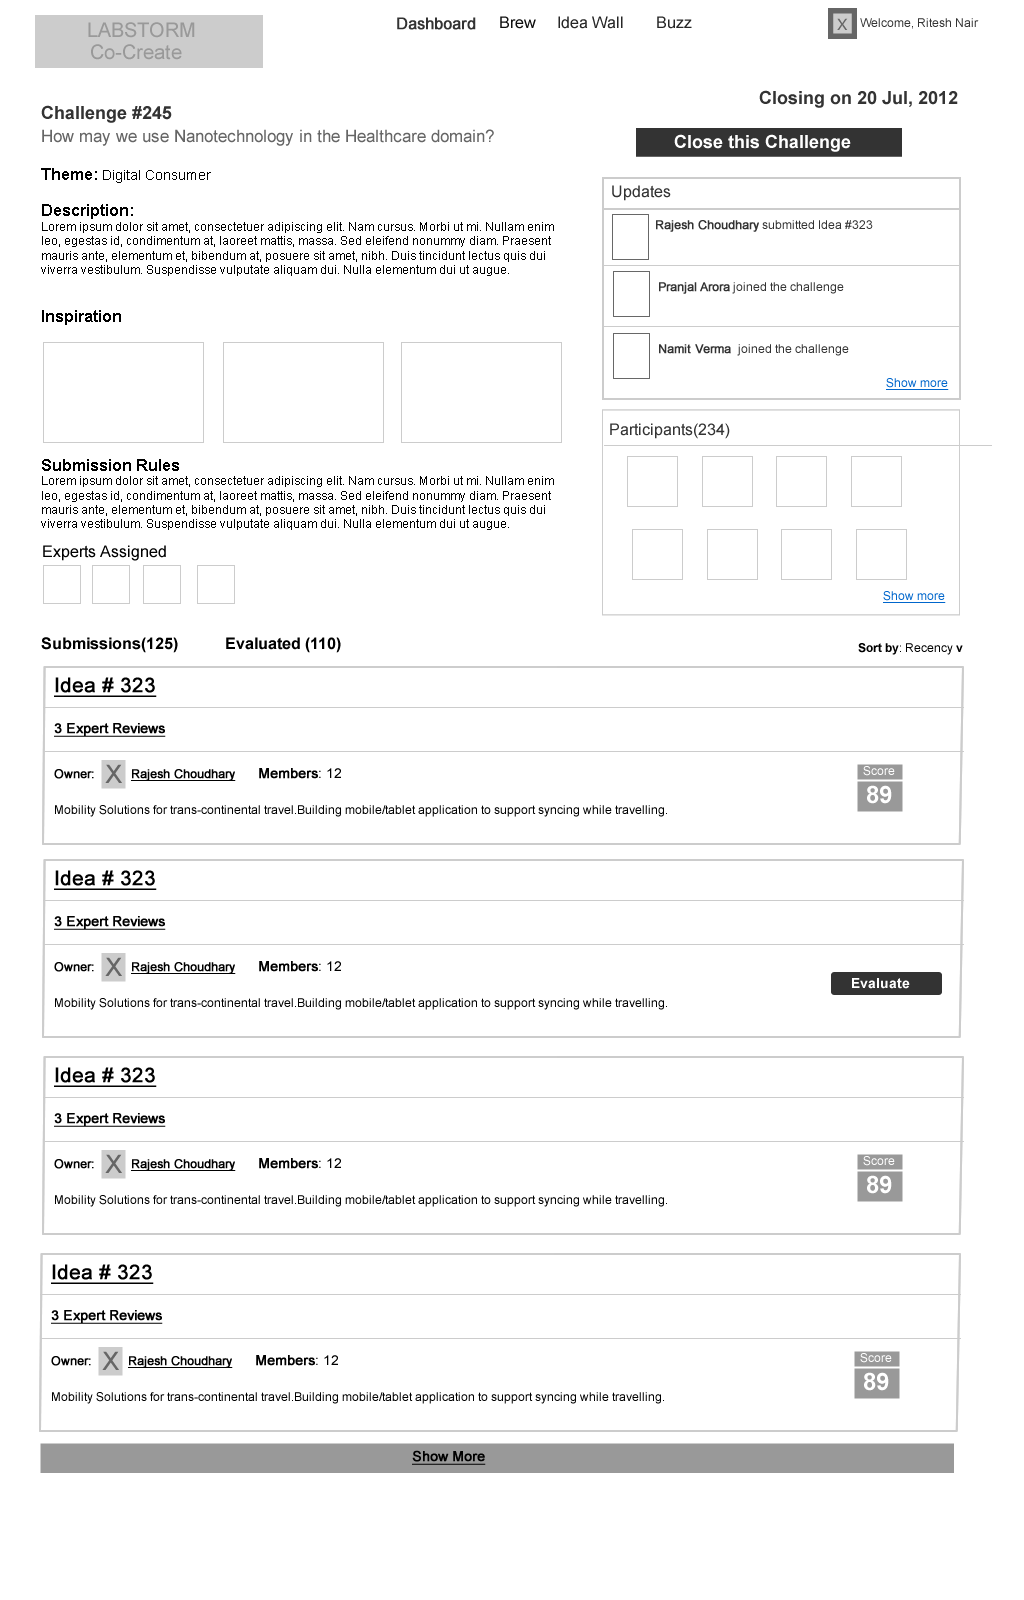 LABSTORM
Co-Create
Dashboard Brew Idea Wall Buzz
X Welcome, Ritesh Nair
Closing on 20 Jul, 2012
Challenge #245
How may we use Nanotechnology in the Healthcare domain?
Close this Challenge
Theme: Digital Consumer
Description:
Lorem ipsum dolor sit amet, consectetuer adipiscing elit. Nam cursus. Morbi ut mi. Nullam enim
leo, egestas id, condimentum at, laoreet mattis, massa. Sed eleifend nonummy diam. Praesent
mauris ante, elementum et, bibendum at, posuere sit amet, nibh. Duis tincidunt lectus quis dui
viverra vestibulum. Suspendisse vulputate aliquam dui. Nulla elementum dui ut augue.
Inspiration
Submission Rules
Lorem ipsum dolor sit amet, consectetuer adipiscing elit. Nam cursus. Morbi ut mi. Nullam enim
leo, egestas id, condimentum at, laoreet mattis, massa. Sed eleifend nonummy diam. Praesent
mauris ante, elementum et, bibendum at, posuere sit amet, nibh. Duis tincidunt lectus quis dui
viverra vestibulum. Suspendisse vulputate aliquam dui. Nulla elementum dui ut augue.
Experts Assigned
Updates
Rajesh Choudhary submitted Idea #323
Pranjal Arora joined the challenge
Namit Verma joined the challenge
Show more
Participants(234)
Show more
Submissions(125) Evaluated (110)
Sort by: Recency v
Idea # 323
3 Expert Reviews
Owner: X Rajesh Choudhary Members: 12
Score
89
Mobility Solutions for trans-continental travel.Building mobile/tablet application to support syncing while travelling.
Idea # 323
3 Expert Reviews
Owner: X Rajesh Choudhary Members: 12
Evaluate
Mobility Solutions for trans-continental travel.Building mobile/tablet application to support syncing while travelling.
Idea # 323
3 Expert Reviews
Owner: X Rajesh Choudhary Members: 12
Score
89
Mobility Solutions for trans-continental travel.Building mobile/tablet application to support syncing while travelling.
Idea # 323
3 Expert Reviews
Owner: X Rajesh Choudhary Members: 12
Score
89
Mobility Solutions for trans-continental travel.Building mobile/tablet application to support syncing while travelling.
Show More